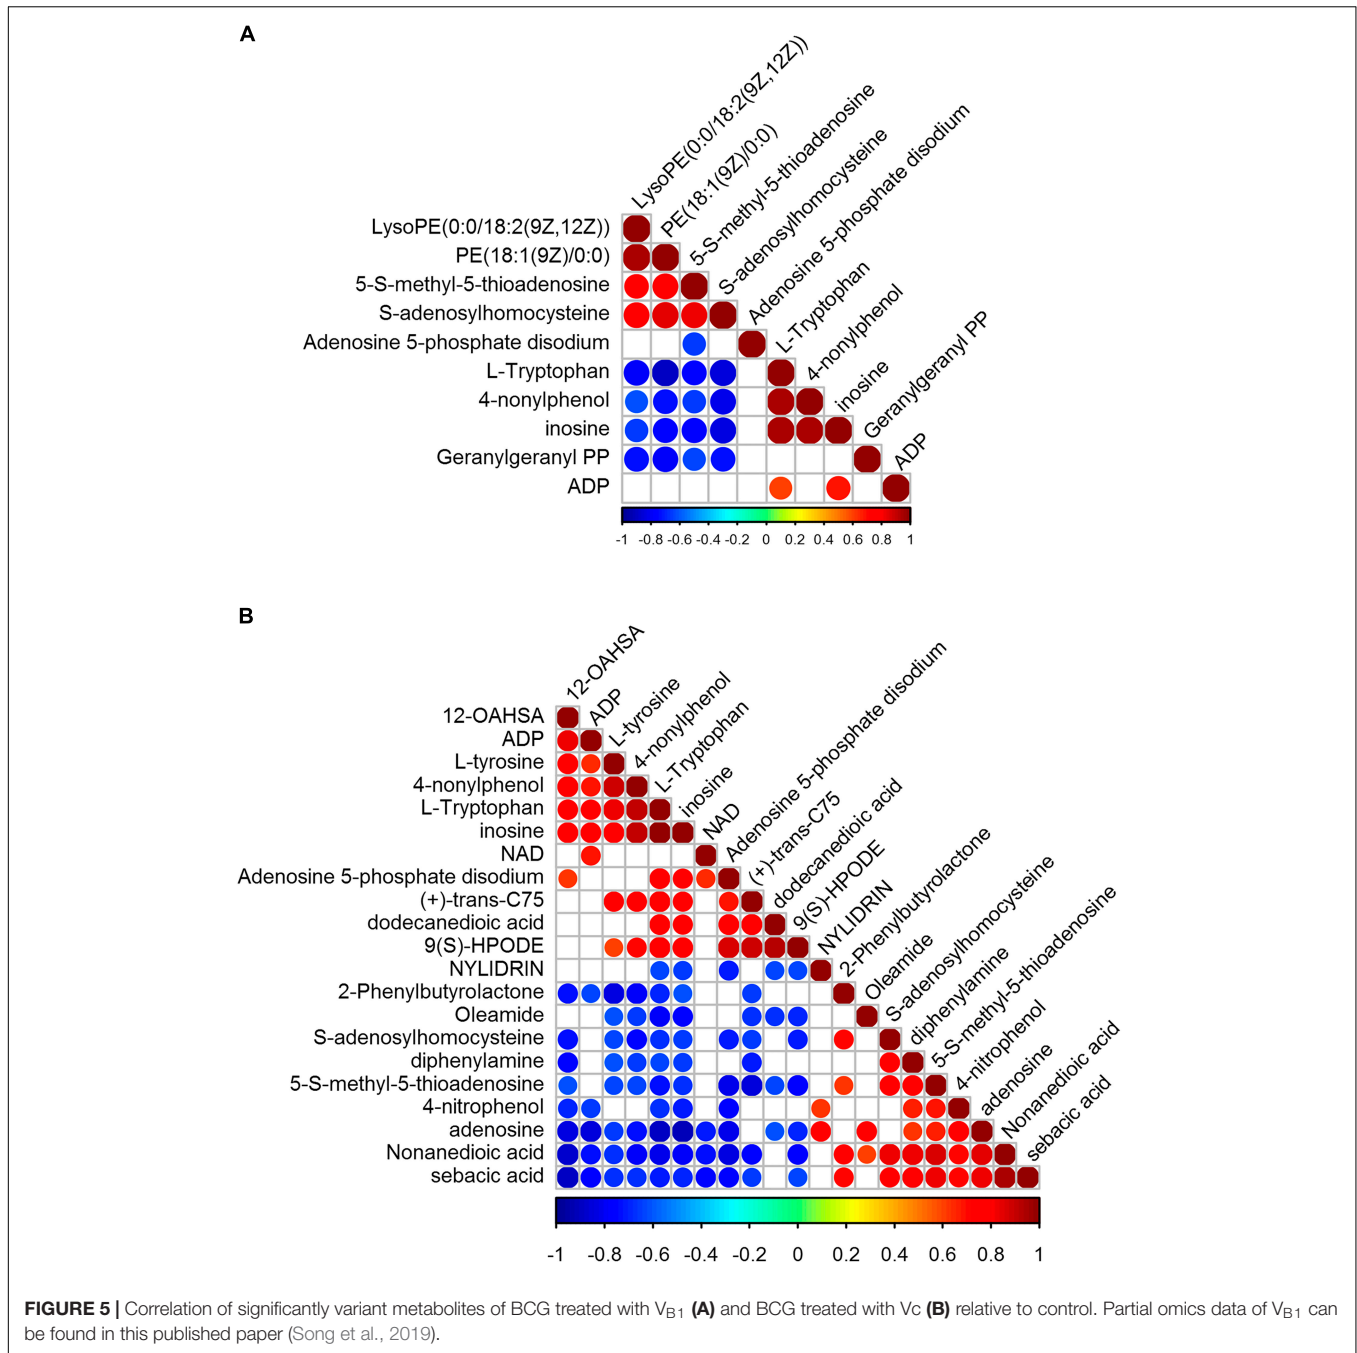 A
LysoPE(0:0/18:2(9Z,12Z))
PE(18:1(9Z)/0:0)
5-S-methyl-5-thioadenosine
S-adenosylhomocysteine
Adenosine 5-phosphate disodium
L-Tryptophan
4-nonylphenol
inosine
Geranylgeranyl PP
ADP
LysoPE(0:0/18:2(9Z,12Z))
PE(18:1(9Z)/0:0)
5-S-methyl-5-thioadenosine
S-adenosylhomocysteine
Adenosine 5-phosphate disodium
L-Tryptophan
4-nonylphenol
inosine
Geranylgeranyl PP
ADP
-1 -0.8 -0.6 -0.4 -0.2 0 0.2 0.4 0.6 0.8 1
B
12-OAHSA
ADP
L-tyrosine
4-nonylphenol
L-Tryptophan
inosine
NAD
Adenosine 5-phosphate disodium
(+)-trans-C75
dodecanedioic acid
9(S)-HPODE
NYLIDRIN
2-Phenylbutyrolactone
Oleamide
S-adenosylhomocysteine
diphenylamine
5-S-methyl-5-thioadenosine
4-nitrophenol
adenosine
Nonanedioic acid
sebacic acid
12-OAHSA
ADP
L-tyrosine
4-nonylphenol
L-Tryptophan
inosine
NAD
Adenosine 5-phosphate disodium
(+)-trans-C75
dodecanedioic acid
9(S)-HPODE
NYLIDRIN
2-Phenylbutyrolactone
Oleamide
S-adenosylhomocysteine
diphenylamine
5-S-methyl-5-thioadenosine
4-nitrophenol
adenosine
Nonanedioic acid
sebacic acid
-1 -0.8 -0.6 -0.4 -0.2 0 0.2 0.4 0.6 0.8 1
FIGURE 5 | Correlation of significantly variant metabolites of BCG treated with VB1 (A) and BCG treated with Vc (B) relative to control. Partial omics data of VB1 can
be found in this published paper (Song et al., 2019).